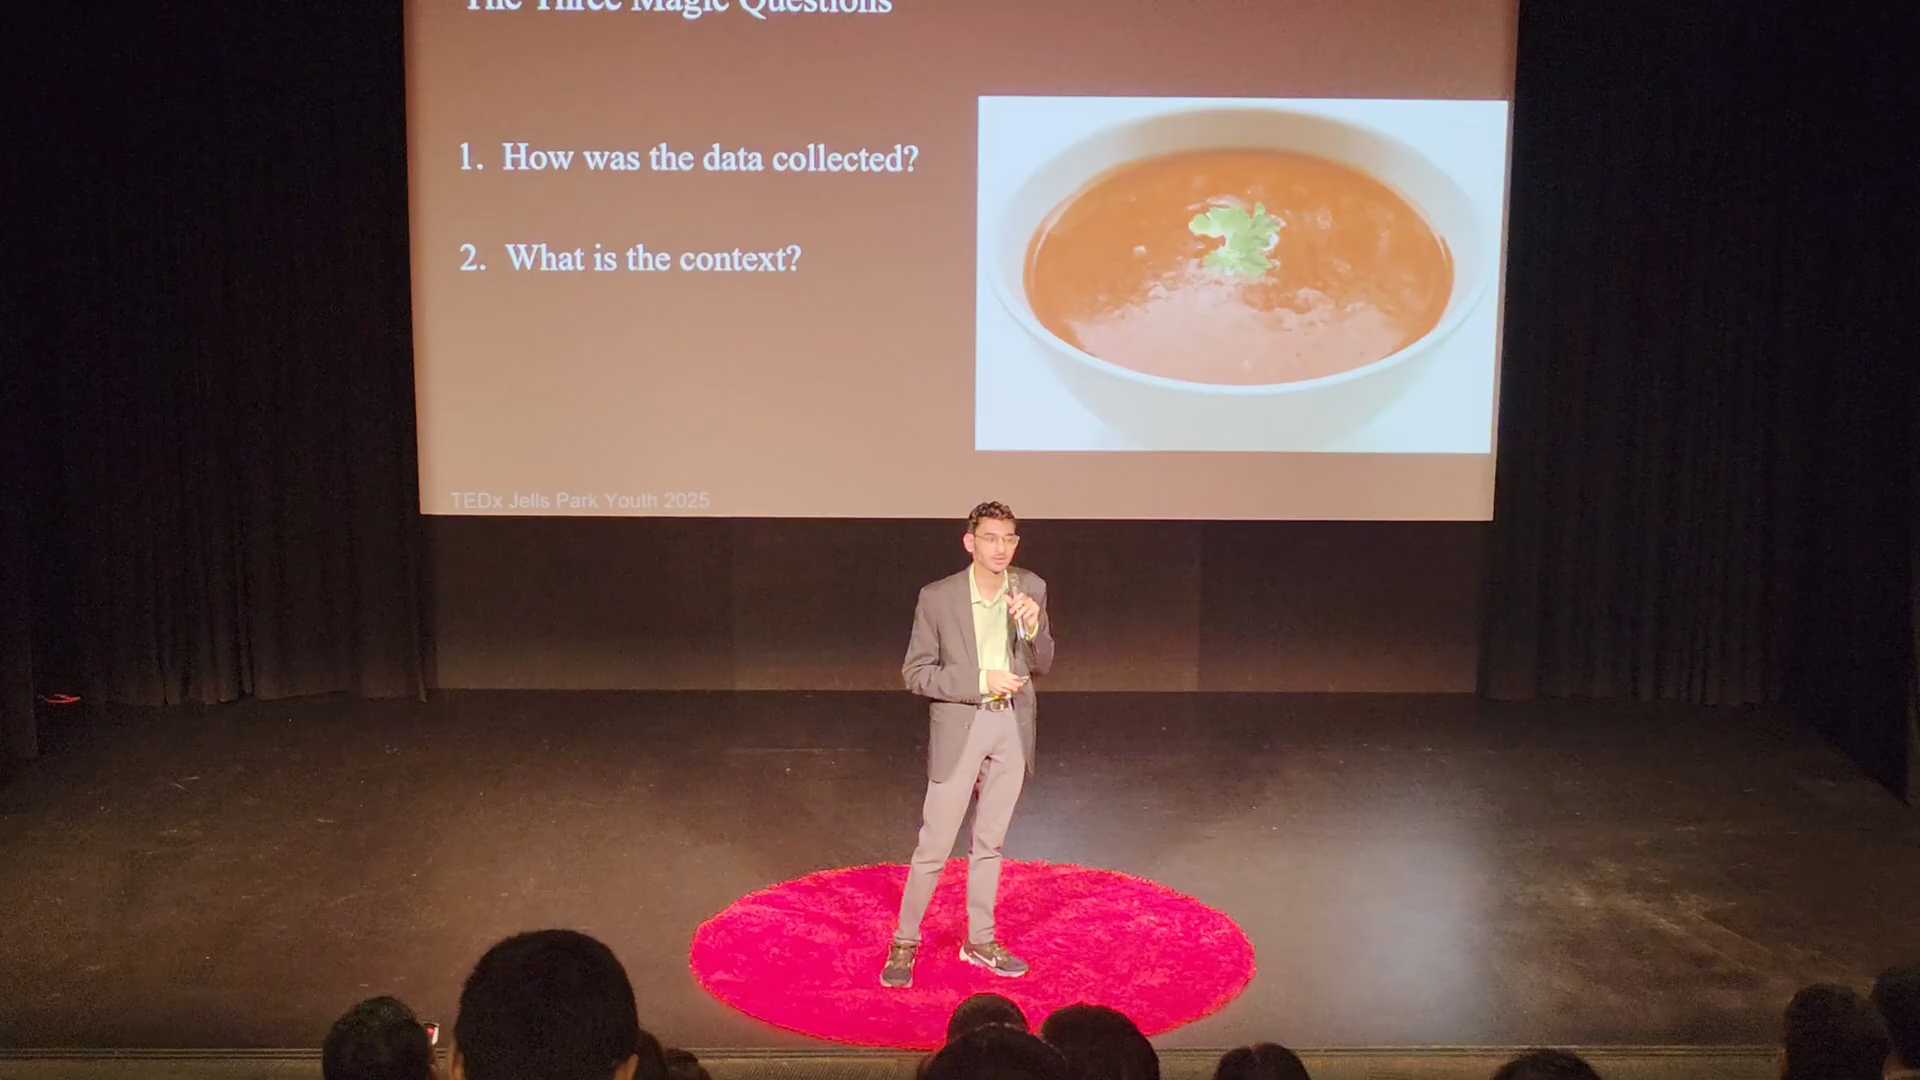 The Three Magic Questions
1. How was the data collected?
2. What is the context?
TEDx Jells Park Youth 2025